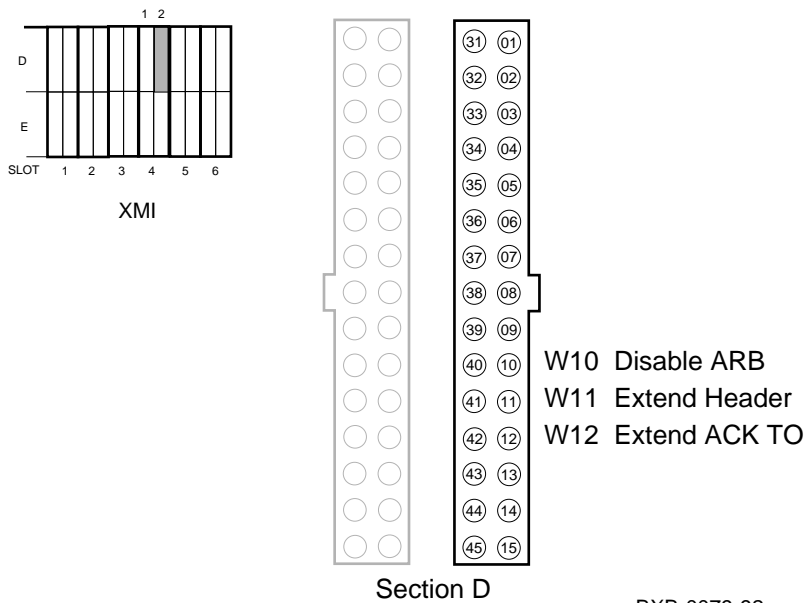 1 2
D
E
SLOT 1 2 3 4 5 6
XMI
31 01
32 02
33 03
34 04
35 05
36 06
37 07
38 08
39 09
40 10 W10 Disable ARB
41 11 W11 Extend Header
42 12 W12 Extend ACK TO
43 13
44 14
45 15
Section D